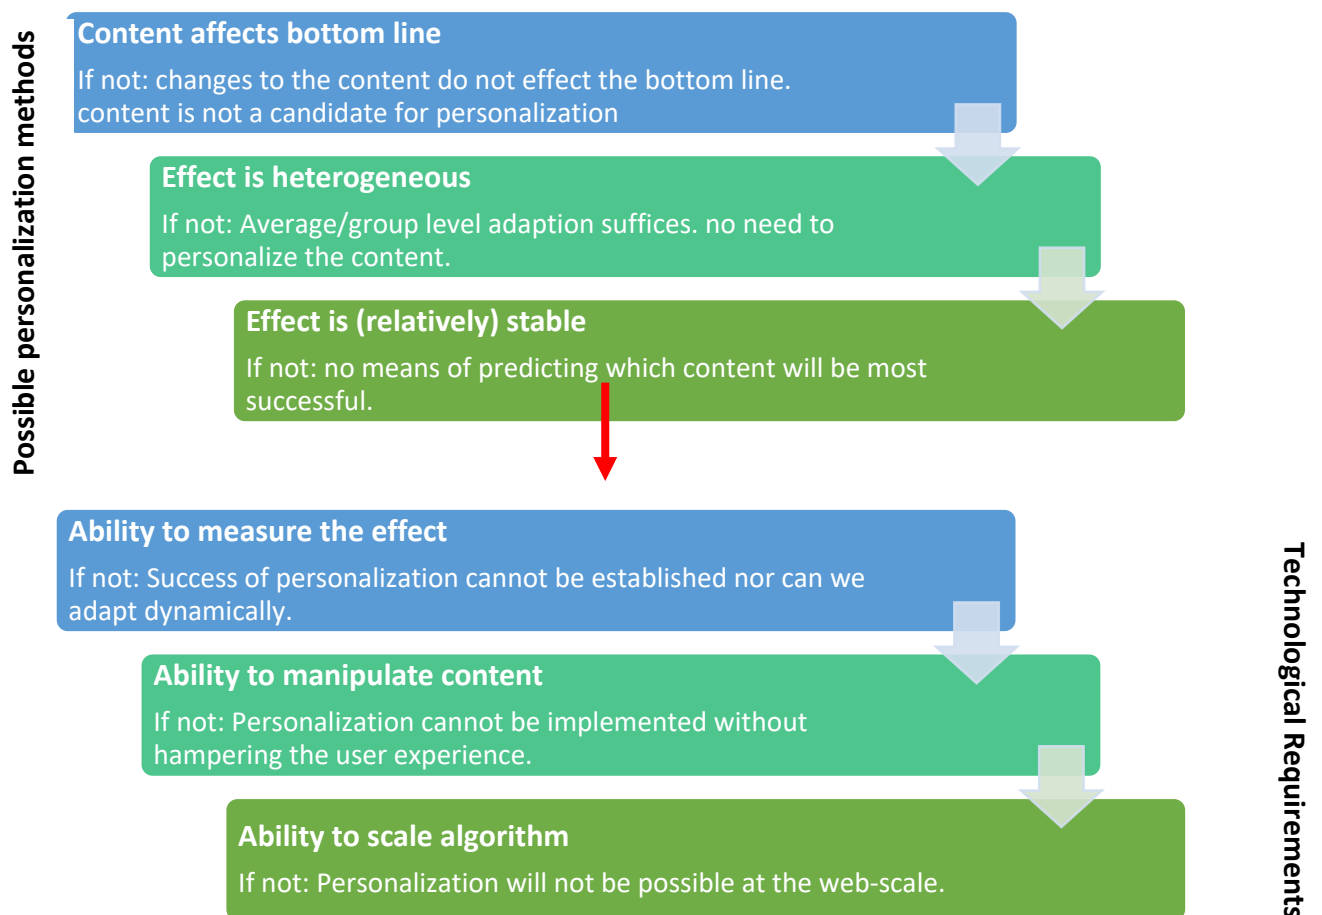 Possible personalization methods
Content affects bottom line
If not: changes to the content do not effect the bottom line.
content is not a candidate for personalization
Effect is heterogeneous
If not: Average/group level adaption suffices. no need to
personalize the content.
Effect is (relatively) stable
If not: no means of predicting which content will be most
successful.
Technological Requirements
Ability to measure the effect
If not: Success of personalization cannot be established nor can we
adapt dynamically.
Ability to manipulate content
If not: Personalization cannot be implemented without
hampering the user experience.
Ability to scale algorithm
If not: Personalization will not be possible at the web-scale.